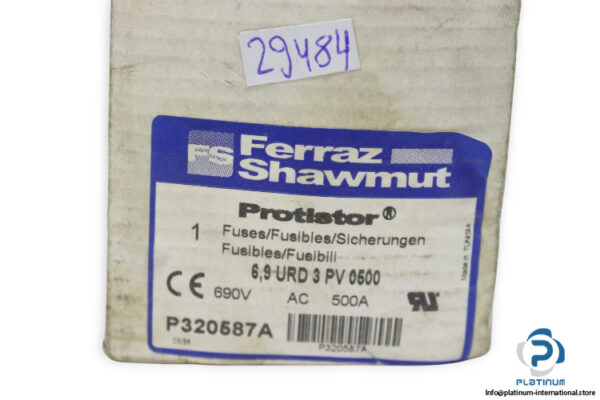 29484
FS Ferraz
Shawmut
Protistor®
1 Fuses/Fusibles/Sicherungen
Fusibles/Fusibili
6,9 URD 3 PV 0500
CE 690V AC 500A
Made in TUNISIA
P320587A
P320587A
PLATINUM
Info@platinum-international.store